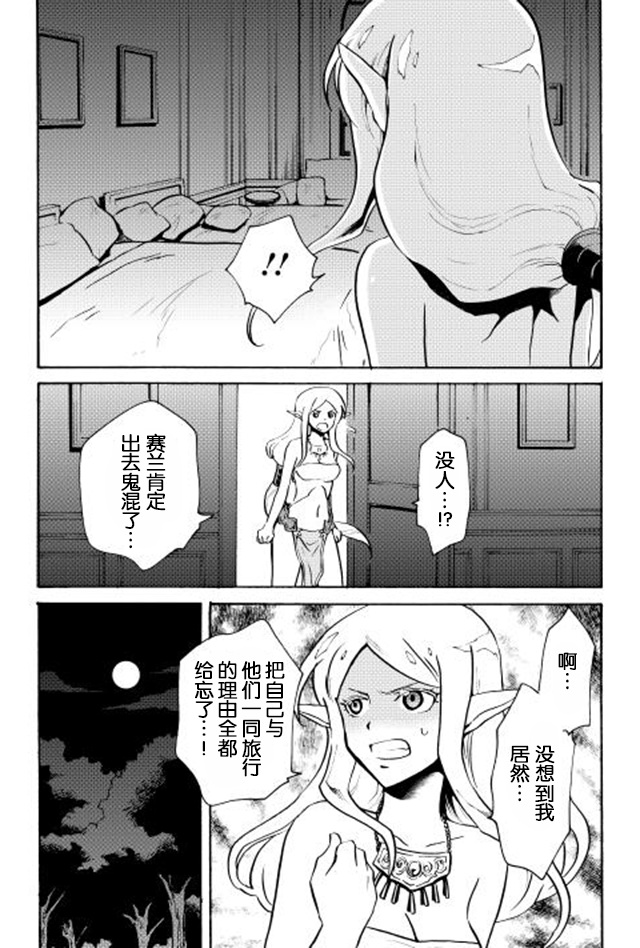 !!
没人…!?
赛兰肯定
出去鬼混了…
啊…
没想到我
居然…
把自己与
他们一同旅行
的理由全都
给忘了…!